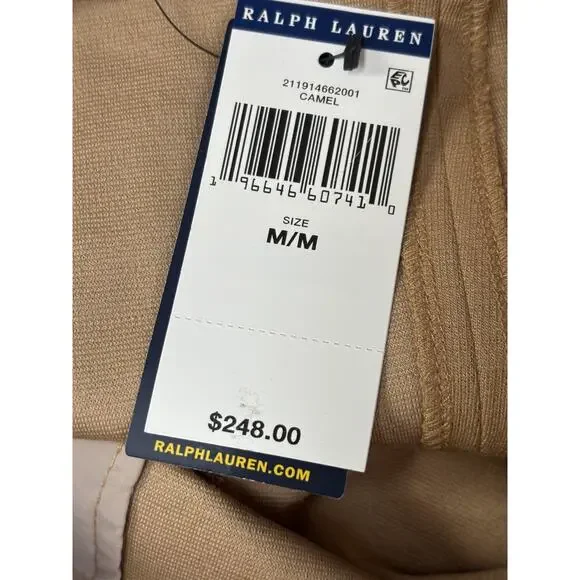 RALPH LAUREN
211914662001
CAMEL
1 96646 60741 0
SIZE
M/M
$248.00
RALPHLAUREN.COM